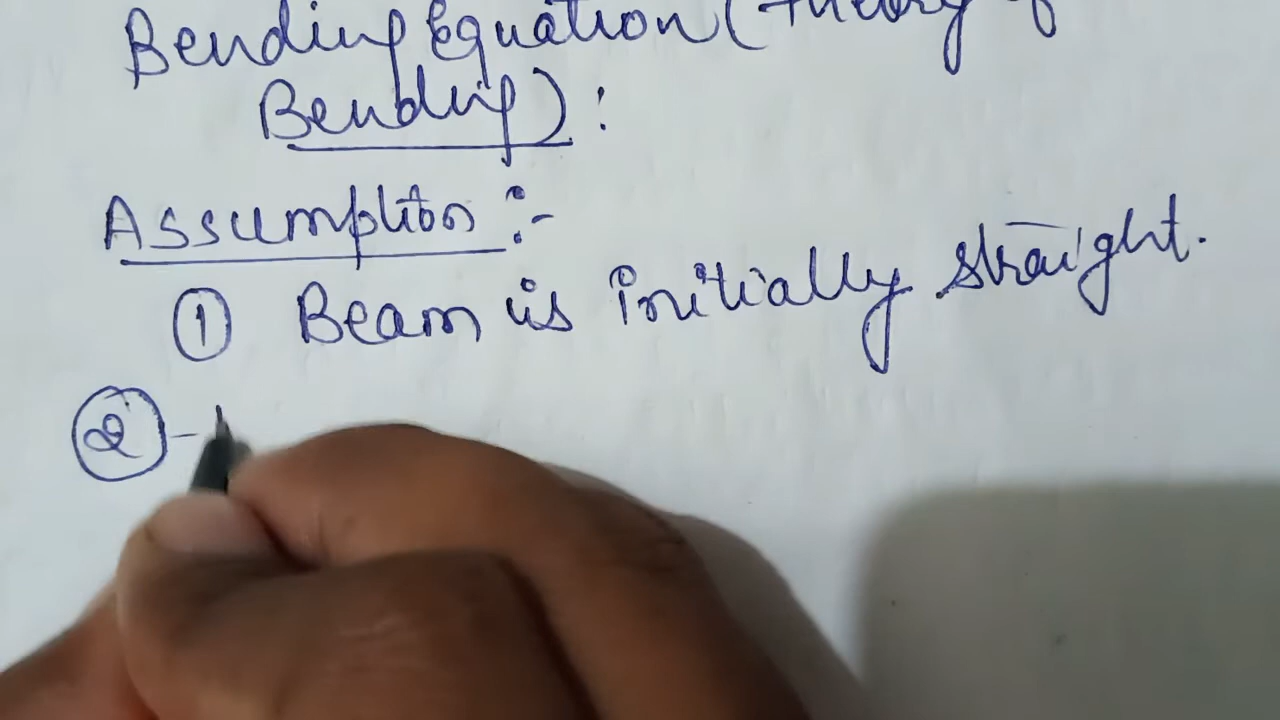 Bending Equation (Theory of
Bending) :
Assumption :-
① Beam is initially straight.
② -